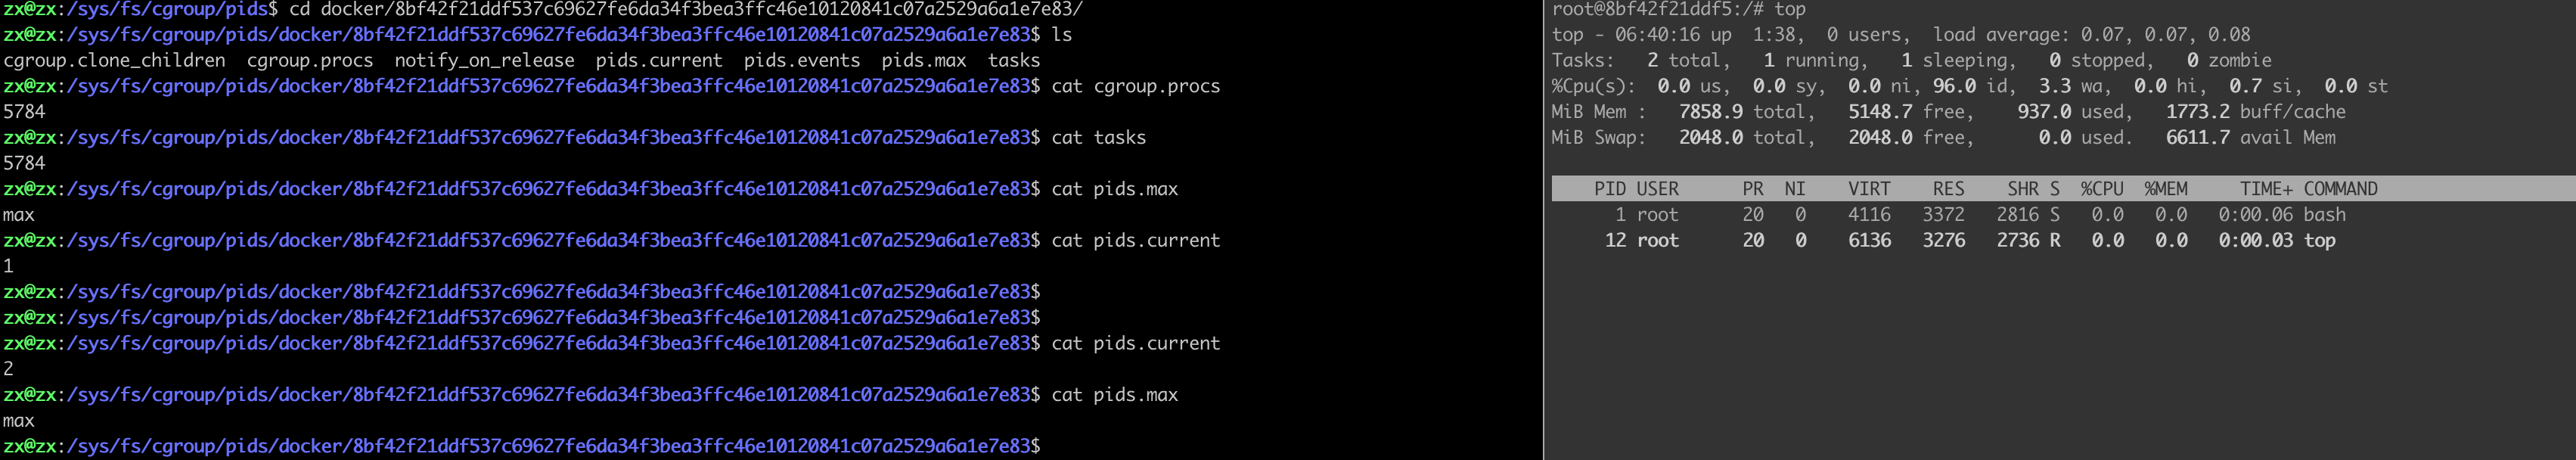 zx@zx:/sys/fs/cgroup/pids$ cd docker/8bf42f21ddf537c69627fe6da34f3bea3ffc46e10120841c07a2529a6a1e7e83/
zx@zx:/sys/fs/cgroup/pids/docker/8bf42f21ddf537c69627fe6da34f3bea3ffc46e10120841c07a2529a6a1e7e83$ ls
cgroup.clone_children  cgroup.procs  notify_on_release  pids.current  pids.events  pids.max  tasks
zx@zx:/sys/fs/cgroup/pids/docker/8bf42f21ddf537c69627fe6da34f3bea3ffc46e10120841c07a2529a6a1e7e83$ cat cgroup.procs
5784
zx@zx:/sys/fs/cgroup/pids/docker/8bf42f21ddf537c69627fe6da34f3bea3ffc46e10120841c07a2529a6a1e7e83$ cat tasks
5784
zx@zx:/sys/fs/cgroup/pids/docker/8bf42f21ddf537c69627fe6da34f3bea3ffc46e10120841c07a2529a6a1e7e83$ cat pids.max
max
zx@zx:/sys/fs/cgroup/pids/docker/8bf42f21ddf537c69627fe6da34f3bea3ffc46e10120841c07a2529a6a1e7e83$ cat pids.current
1
zx@zx:/sys/fs/cgroup/pids/docker/8bf42f21ddf537c69627fe6da34f3bea3ffc46e10120841c07a2529a6a1e7e83$
zx@zx:/sys/fs/cgroup/pids/docker/8bf42f21ddf537c69627fe6da34f3bea3ffc46e10120841c07a2529a6a1e7e83$
zx@zx:/sys/fs/cgroup/pids/docker/8bf42f21ddf537c69627fe6da34f3bea3ffc46e10120841c07a2529a6a1e7e83$ cat pids.current
2
zx@zx:/sys/fs/cgroup/pids/docker/8bf42f21ddf537c69627fe6da34f3bea3ffc46e10120841c07a2529a6a1e7e83$ cat pids.max
max
zx@zx:/sys/fs/cgroup/pids/docker/8bf42f21ddf537c69627fe6da34f3bea3ffc46e10120841c07a2529a6a1e7e83$
root@8bf42f21ddf5:/# top
top - 06:40:16 up  1:38,  0 users,  load average: 0.07, 0.07, 0.08
Tasks:   2 total,   1 running,   1 sleeping,   0 stopped,   0 zombie
%Cpu(s):  0.0 us,  0.0 sy,  0.0 ni, 96.0 id,  3.3 wa,  0.0 hi,  0.7 si,  0.0 st
MiB Mem :   7858.9 total,   5148.7 free,    937.0 used,   1773.2 buff/cache
MiB Swap:   2048.0 total,   2048.0 free,      0.0 used.   6611.7 avail Mem
PID USER      PR  NI    VIRT    RES    SHR S  %CPU  %MEM     TIME+ COMMAND
1 root      20   0    4116   3372   2816 S   0.0   0.0   0:00.06 bash
12 root      20   0    6136   3276   2736 R   0.0   0.0   0:00.03 top